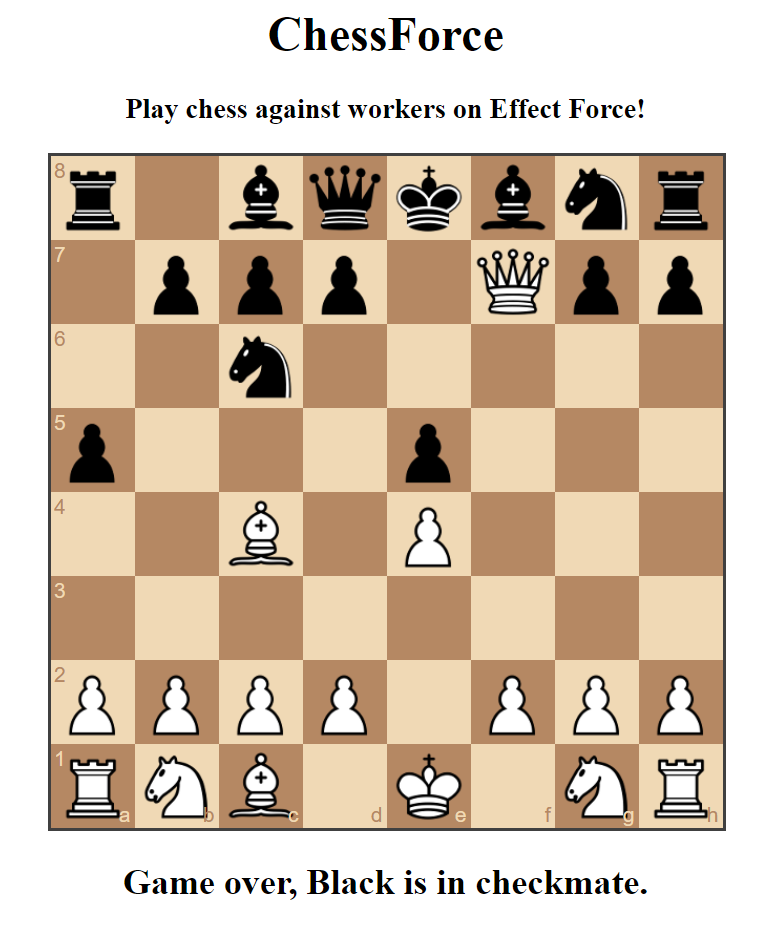 ChessForce
Play chess against workers on Effect Force!
8
7
6
5
4
3
2
1
a b c d e f g h
Game over, Black is in checkmate.